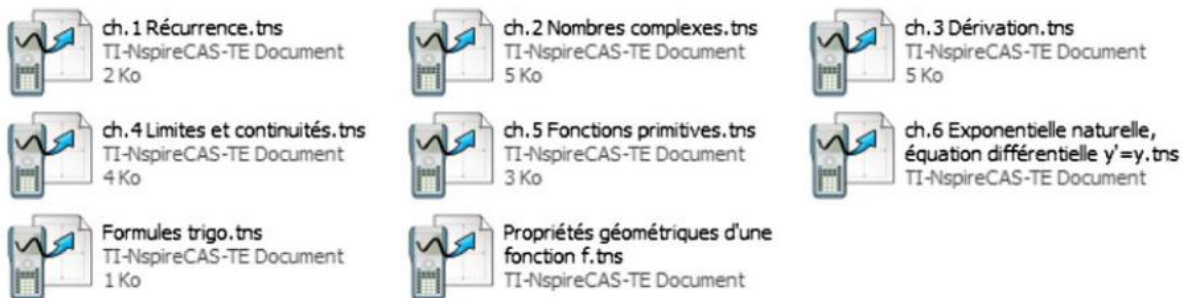 ch.1 Récurrence.tns
TI-NspireCAS-TE Document
2 Ko
ch.2 Nombres complexes.tns
TI-NspireCAS-TE Document
5 Ko
ch.3 Dérivation.tns
TI-NspireCAS-TE Document
5 Ko
ch.4 Limites et continuités.tns
TI-NspireCAS-TE Document
4 Ko
ch.5 Fonctions primitives.tns
TI-NspireCAS-TE Document
3 Ko
ch.6 Exponentielle naturelle,
équation différentielle y'=y.tns
TI-NspireCAS-TE Document
Formules trigo.tns
TI-NspireCAS-TE Document
1 Ko
Propriétés géométriques d'une
fonction f.tns
TI-NspireCAS-TE Document